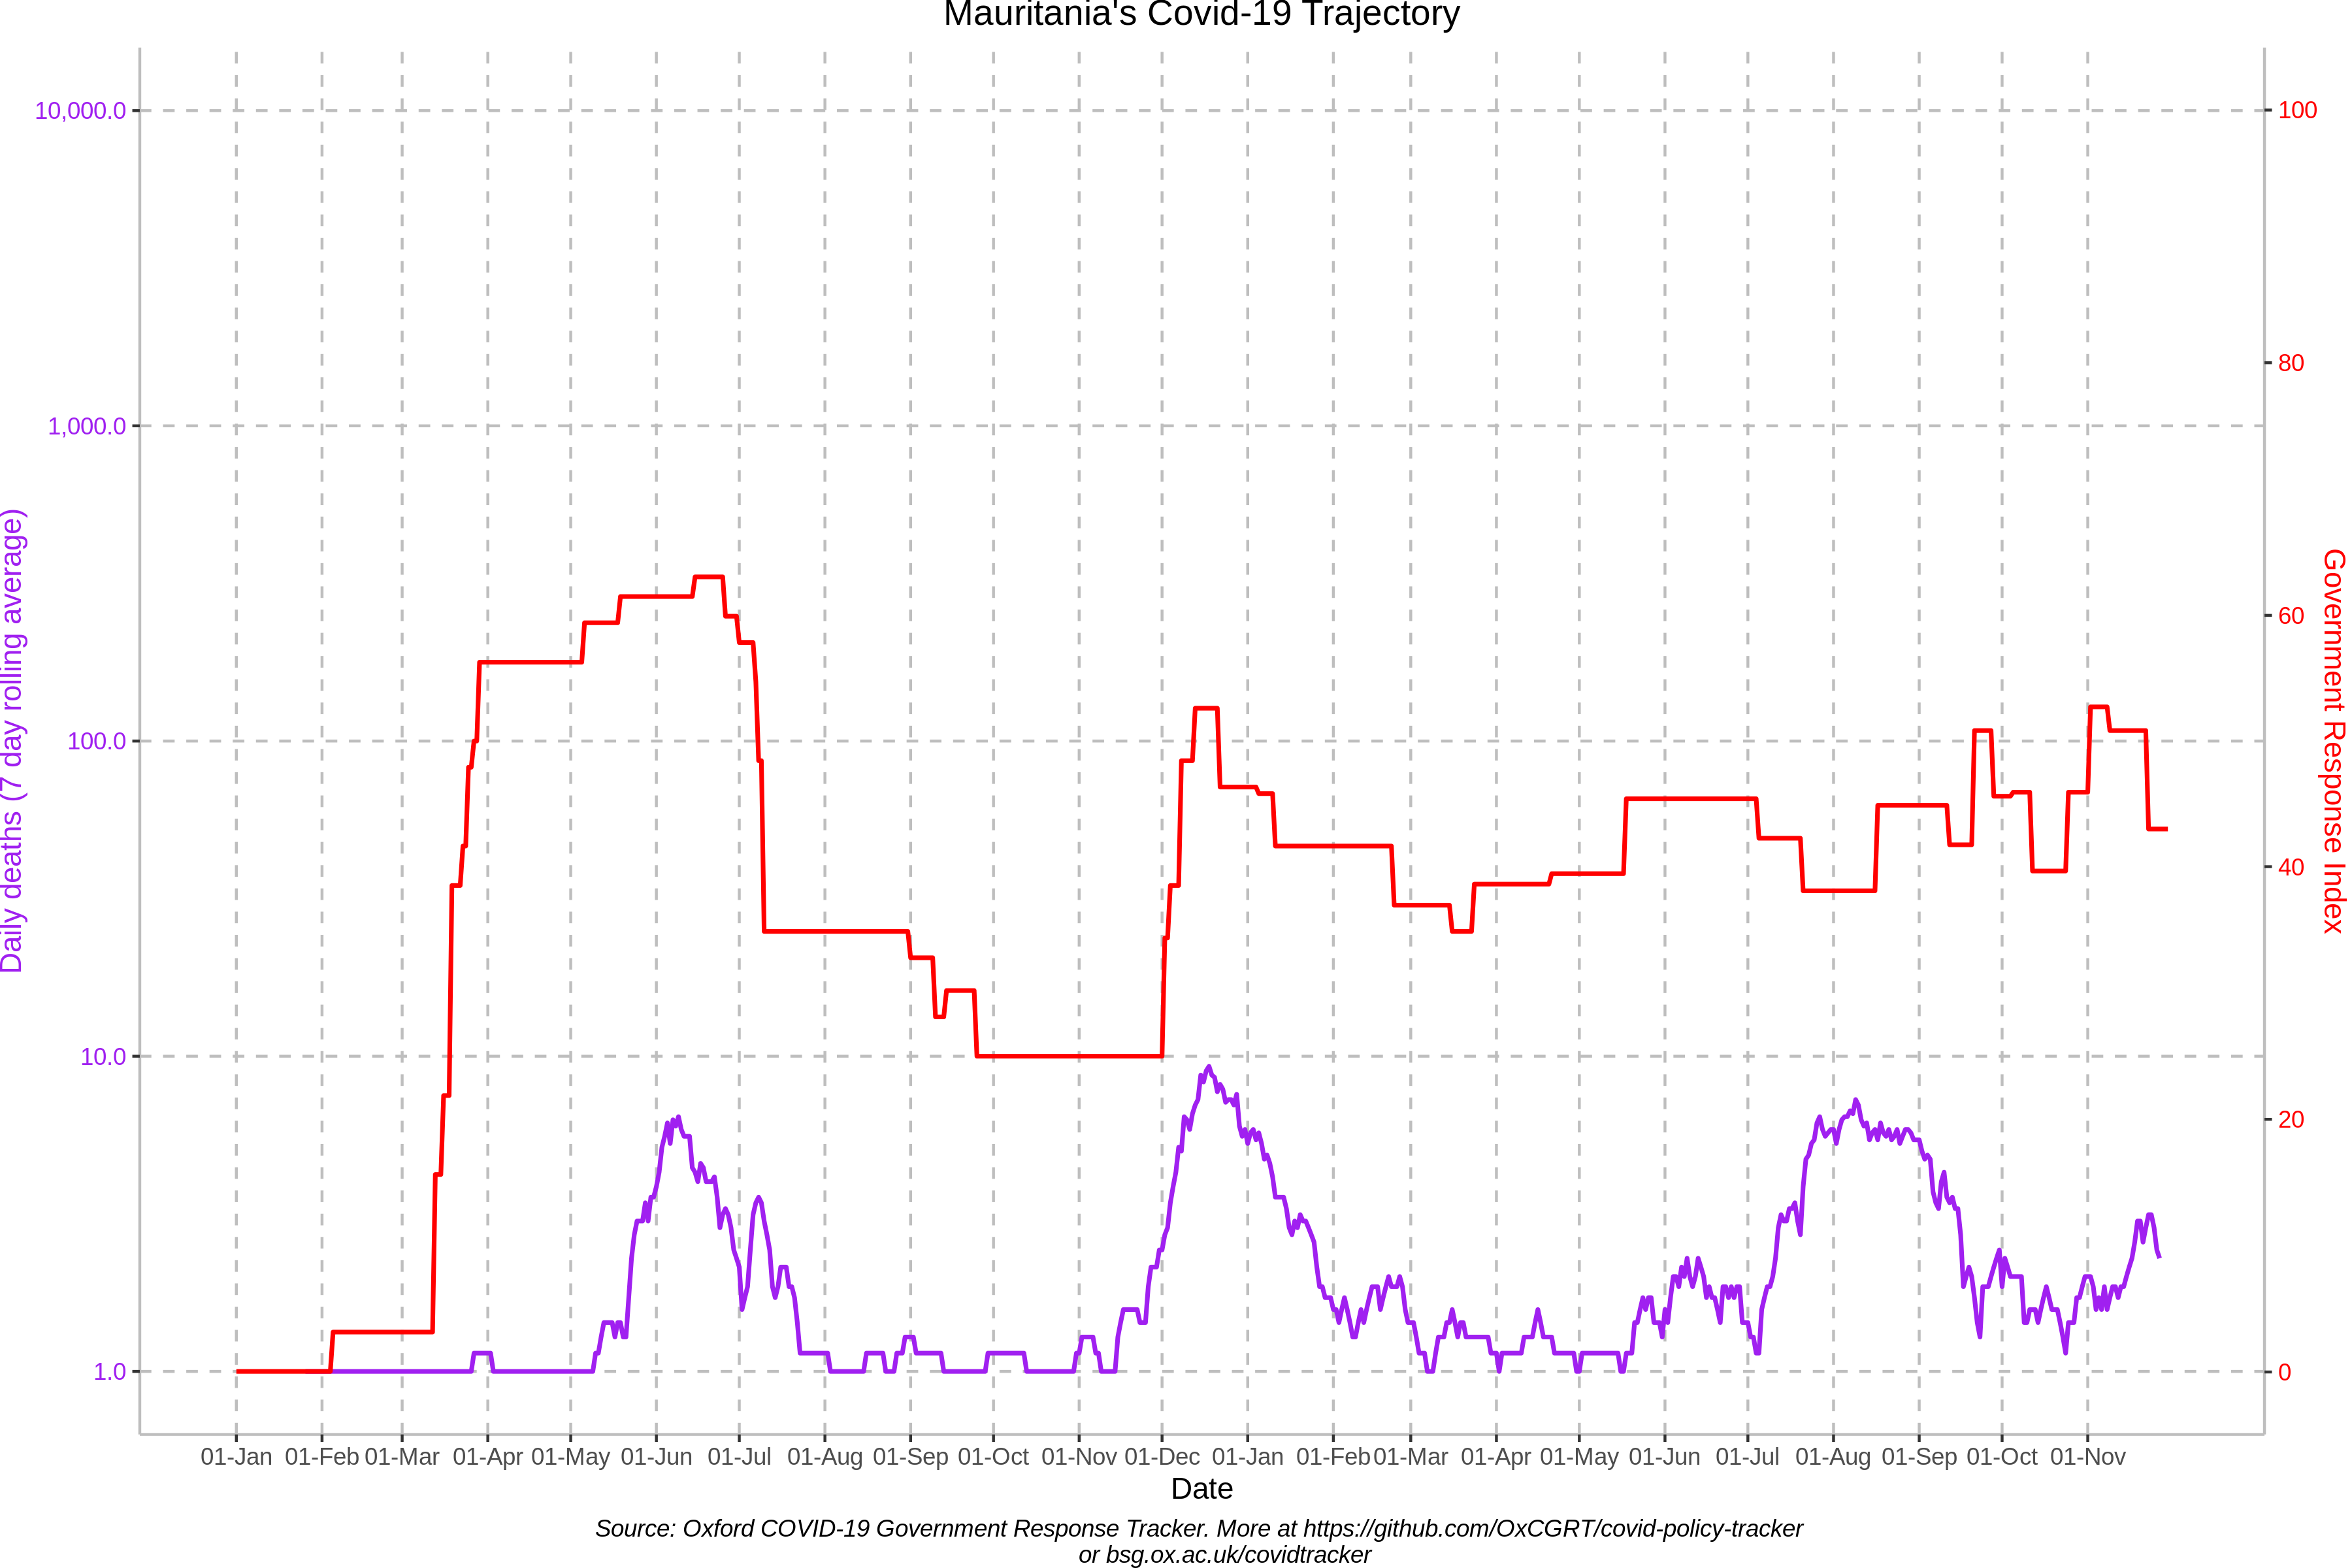 Mauritania's Covid-19 Trajectory
10,000.0
1,000.0
100.0
10.0
1.0
Daily deaths (7 day rolling average)
100
80
60
40
20
0
Government Response Index
01-Jan 01-Feb 01-Mar 01-Apr 01-May 01-Jun 01-Jul 01-Aug 01-Sep 01-Oct 01-Nov 01-Dec 01-Jan 01-Feb 01-Mar 01-Apr 01-May 01-Jun 01-Jul 01-Aug 01-Sep 01-Oct 01-Nov
Date
Source: Oxford COVID-19 Government Response Tracker. More at https://github.com/OxCGRT/covid-policy-tracker
or bsg.ox.ac.uk/covidtracker